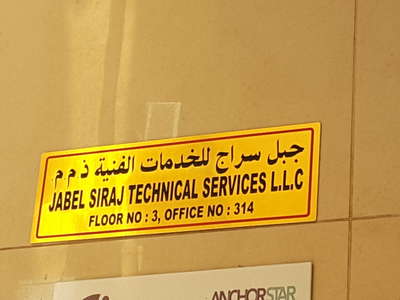 جبل سراج للخدمات الفنية ذ م م
JABEL SIRAJ TECHNICAL SERVICES L.L.C
FLOOR NO : 3, OFFICE NO : 314
ANCHORSTAR